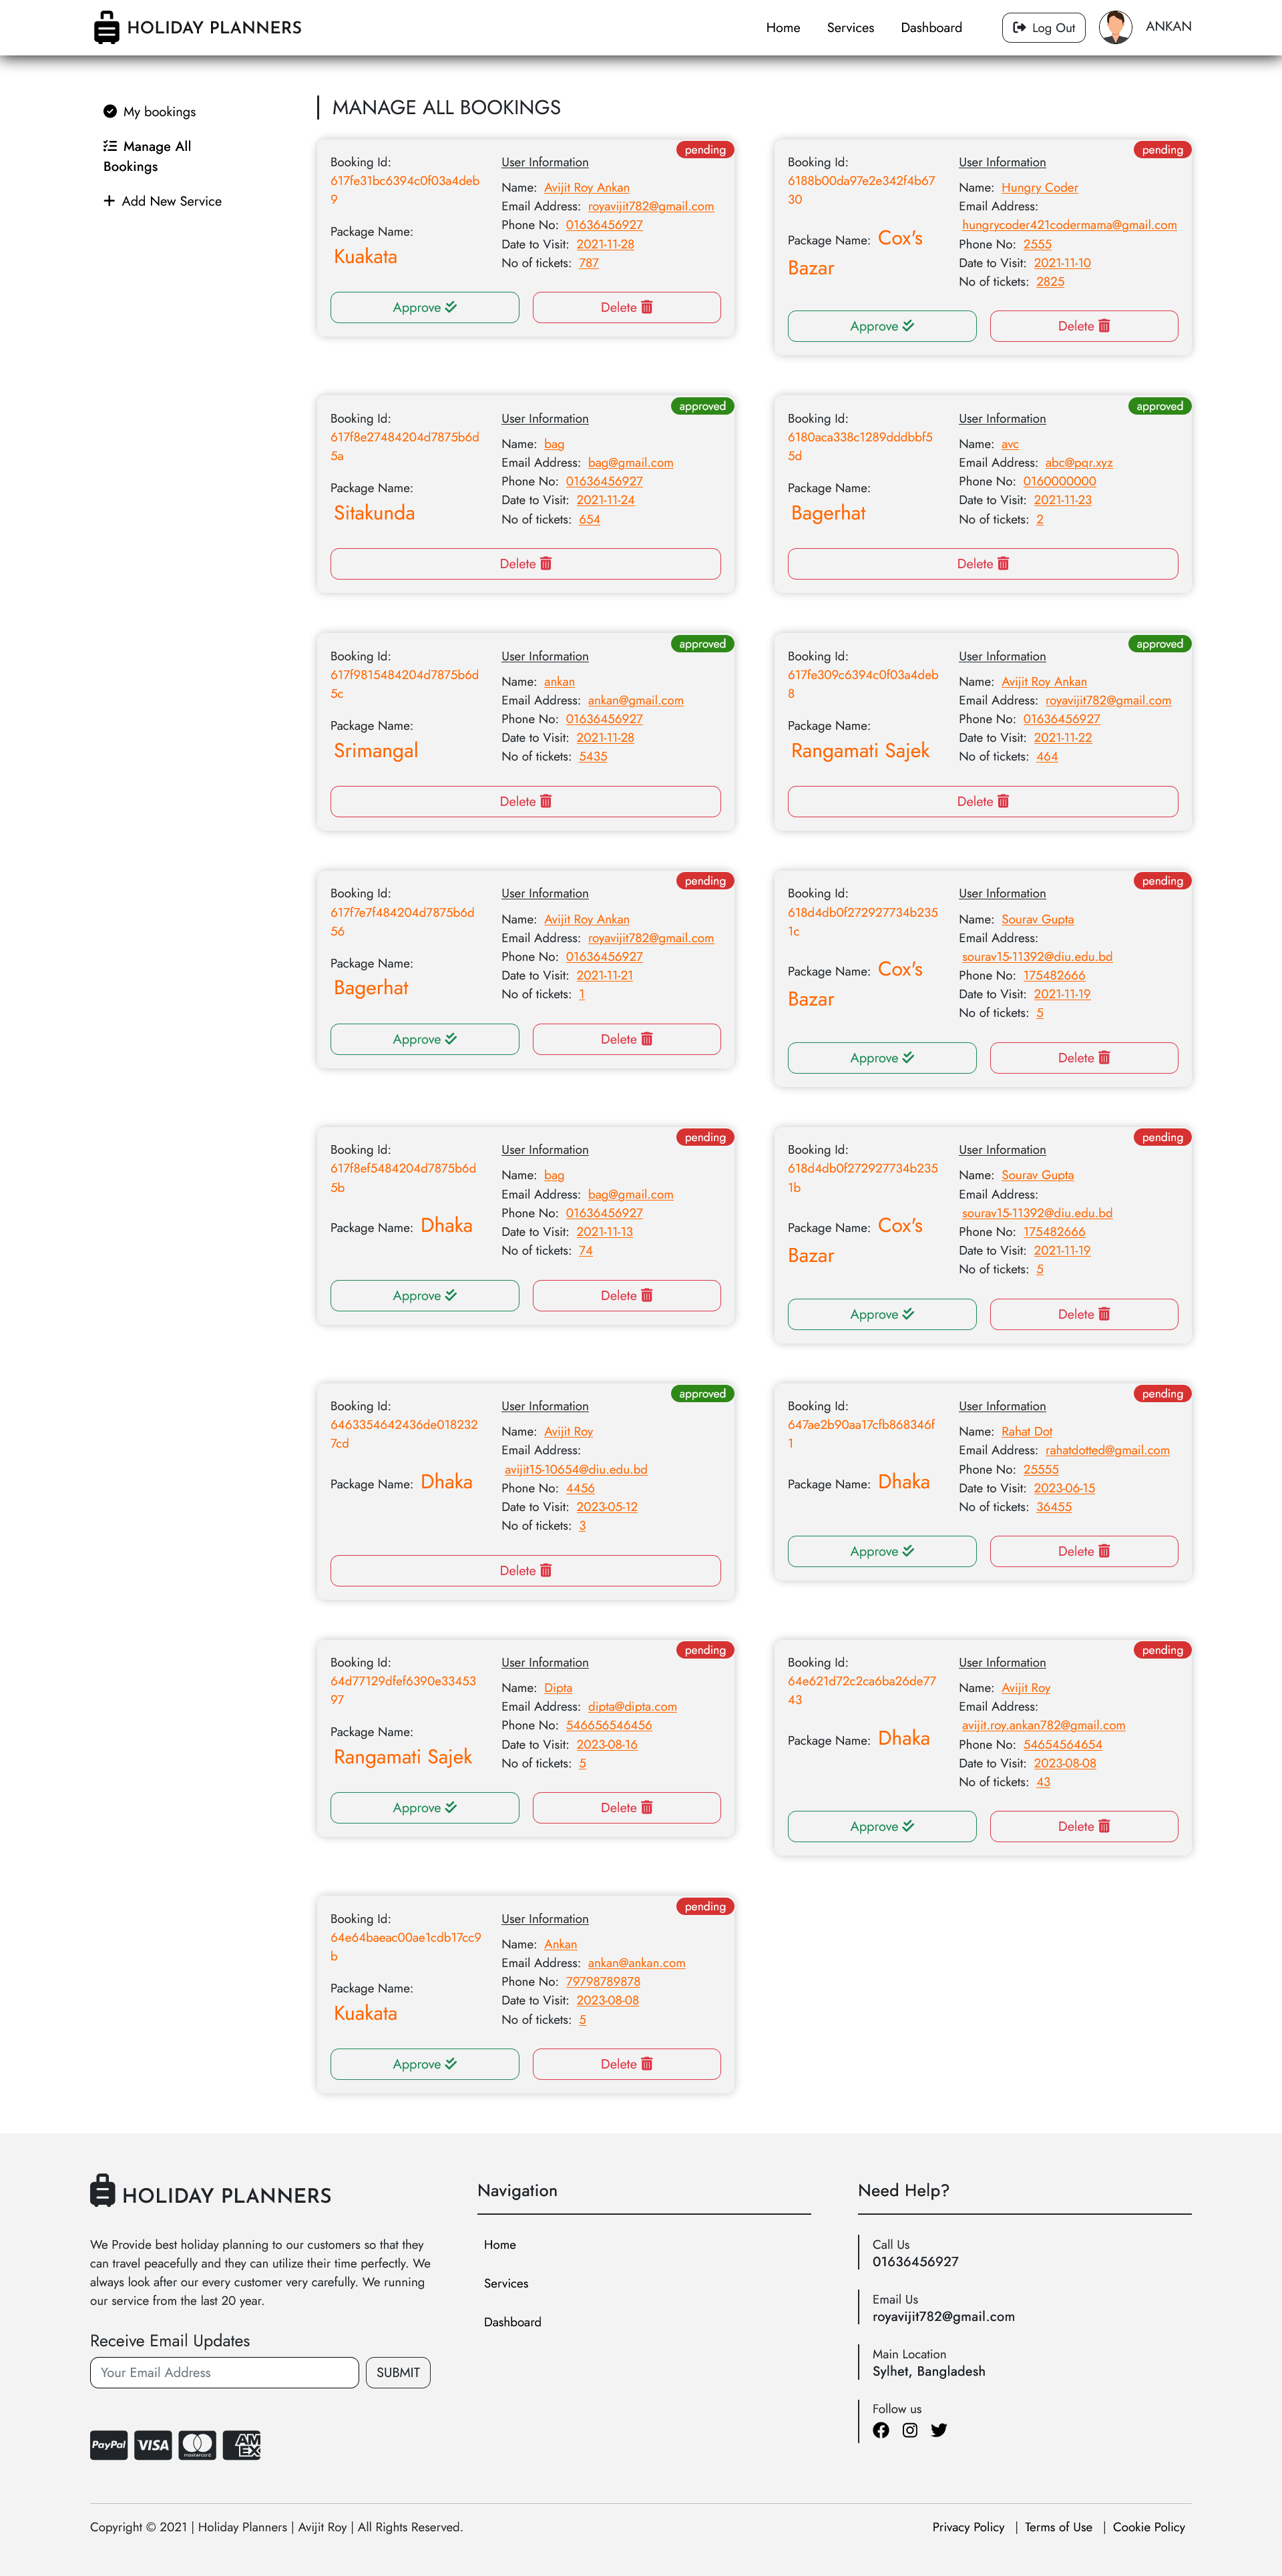 HOLIDAY PLANNERS
Home Services Dashboard Log Out ANKAN
My bookings
Manage All
Bookings
Add New Service
MANAGE ALL BOOKINGS
pending
Booking Id:
617fe31bc6394c0f03a4deb
9
Package Name:
Kuakata
User Information
Name: Avijit Roy Ankan
Email Address: royavijit782@gmail.com
Phone No: 01636456927
Date to Visit: 2021-11-28
No of tickets: 787
Approve Delete
pending
Booking Id:
6188b00da97e2e342f4b67
30
Package Name: Cox's
Bazar
User Information
Name: Hungry Coder
Email Address:
hungrycoder421codermama@gmail.com
Phone No: 2555
Date to Visit: 2021-11-10
No of tickets: 2825
Approve Delete
approved
Booking Id:
617f8e27484204d7875b6d
5a
Package Name:
Sitakunda
User Information
Name: bag
Email Address: bag@gmail.com
Phone No: 01636456927
Date to Visit: 2021-11-24
No of tickets: 654
Delete
approved
Booking Id:
6180aca338c1289dddbbf5
5d
Package Name:
Bagerhat
User Information
Name: avc
Email Address: abc@pqr.xyz
Phone No: 0160000000
Date to Visit: 2021-11-23
No of tickets: 2
Delete
approved
Booking Id:
617f9815484204d7875b6d
5c
Package Name:
Srimangal
User Information
Name: ankan
Email Address: ankan@gmail.com
Phone No: 01636456927
Date to Visit: 2021-11-28
No of tickets: 5435
Delete
approved
Booking Id:
617fe309c6394c0f03a4deb
8
Package Name:
Rangamati Sajek
User Information
Name: Avijit Roy Ankan
Email Address: royavijit782@gmail.com
Phone No: 01636456927
Date to Visit: 2021-11-22
No of tickets: 464
Delete
pending
Booking Id:
617f7e7f484204d7875b6d
56
Package Name:
Bagerhat
User Information
Name: Avijit Roy Ankan
Email Address: royavijit782@gmail.com
Phone No: 01636456927
Date to Visit: 2021-11-21
No of tickets: 1
Approve Delete
pending
Booking Id:
618d4db0f272927734b235
1c
Package Name: Cox's
Bazar
User Information
Name: Sourav Gupta
Email Address:
sourav15-11392@diu.edu.bd
Phone No: 175482666
Date to Visit: 2021-11-19
No of tickets: 5
Approve Delete
pending
Booking Id:
617f8ef5484204d7875b6d
5b
Package Name: Dhaka
User Information
Name: bag
Email Address: bag@gmail.com
Phone No: 01636456927
Date to Visit: 2021-11-13
No of tickets: 74
Approve Delete
pending
Booking Id:
618d4db0f272927734b235
1b
Package Name: Cox's
Bazar
User Information
Name: Sourav Gupta
Email Address:
sourav15-11392@diu.edu.bd
Phone No: 175482666
Date to Visit: 2021-11-19
No of tickets: 5
Approve Delete
approved
Booking Id:
6463354642436de018232
7cd
Package Name: Dhaka
User Information
Name: Avijit Roy
Email Address:
avijit15-10654@diu.edu.bd
Phone No: 4456
Date to Visit: 2023-05-12
No of tickets: 3
Delete
pending
Booking Id:
647ae2b90aa17cfb868346f
1
Package Name: Dhaka
User Information
Name: Rahat Dot
Email Address: rahatdotted@gmail.com
Phone No: 25555
Date to Visit: 2023-06-15
No of tickets: 36455
Approve Delete
pending
Booking Id:
64d77129dfef6390e33453
97
Package Name:
Rangamati Sajek
User Information
Name: Dipta
Email Address: dipta@dipta.com
Phone No: 546656546456
Date to Visit: 2023-08-16
No of tickets: 5
Approve Delete
pending
Booking Id:
64e621d72c2ca6ba26de77
43
Package Name: Dhaka
User Information
Name: Avijit Roy
Email Address:
avijit.roy.ankan782@gmail.com
Phone No: 54654564654
Date to Visit: 2023-08-08
No of tickets: 43
Approve Delete
pending
Booking Id:
64e64baeac00ae1cdb17cc9
b
Package Name:
Kuakata
User Information
Name: Ankan
Email Address: ankan@ankan.com
Phone No: 79798789878
Date to Visit: 2023-08-08
No of tickets: 5
Approve Delete
HOLIDAY PLANNERS
We Provide best holiday planning to our customers so that they
can travel peacefully and they can utilize their time perfectly. We
always look after our every customer very carefully. We running
our service from the last 20 year.
Receive Email Updates
Your Email Address SUBMIT
PayPal VISA mastercard AM EX
Navigation
Home
Services
Dashboard
Need Help?
Call Us
01636456927
Email Us
royavijit782@gmail.com
Main Location
Sylhet, Bangladesh
Follow us
Copyright © 2021 | Holiday Planners | Avijit Roy | All Rights Reserved.
Privacy Policy | Terms of Use | Cookie Policy